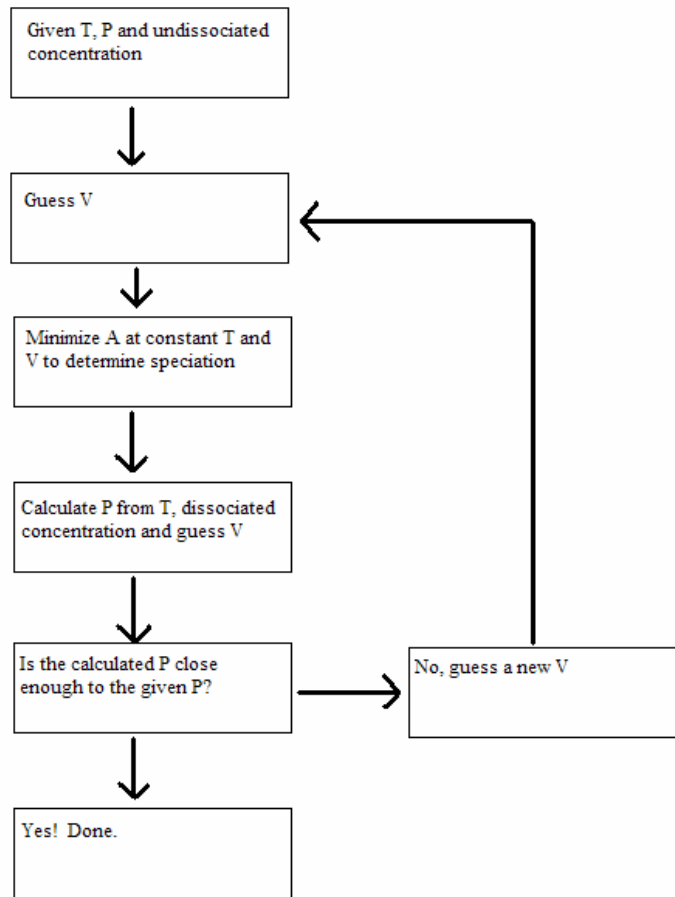 Given T, P and undissociated
concentration
Guess V
Minimize A at constant T and
V to determine speciation
Calculate P from T, dissociated
concentration and guess V
Is the calculated P close
enough to the given P?
No, guess a new V
Yes! Done.